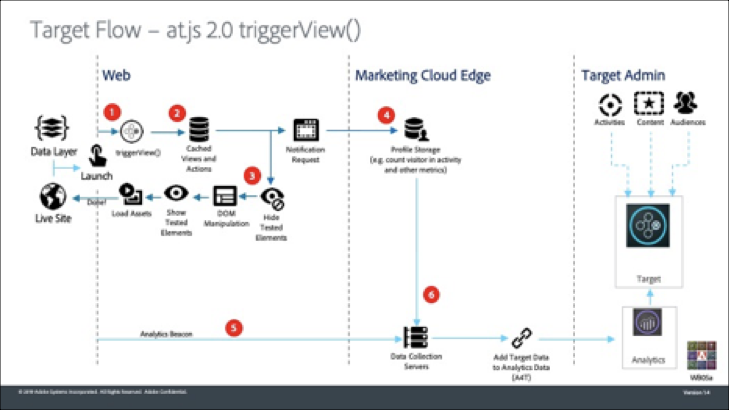 Target Flow – at.js 2.0 triggerView()
Web
Marketing Cloud Edge
Target Admin
1
2
4
Activities
Content
Audiences
Data Layer
triggerView()
Cached
Views and
Actions
Notification
Request
Profile Storage
(e.g. count visitor in activity
and other metrics)
Launch
3
Done!
Live Site
Load Assets
Show
Tested
Elements
DOM
Manipulation
Hide
Tested
Elements
Target
6
Analytics Beacon
5
Data Collection
Servers
Add Target Data
to Analytics Data
(A4T)
Analytics
© 2019 Adobe Systems Incorporated. All Rights Reserved. Adobe Confidential.
Version 1.4